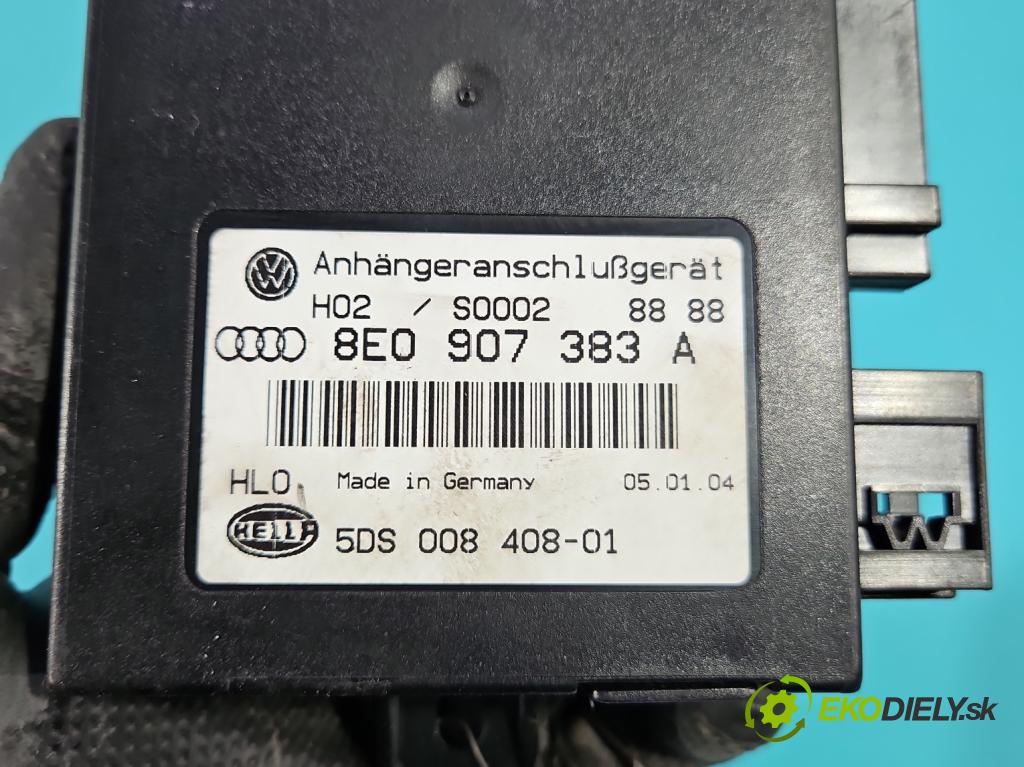 Anhängeranschlußgerät
H02 / S0002 88 88
8E0 907 383 A
HLO Made in Germany 05.01.04
HELLA 5DS 008 408-01
EKODIELY.sk